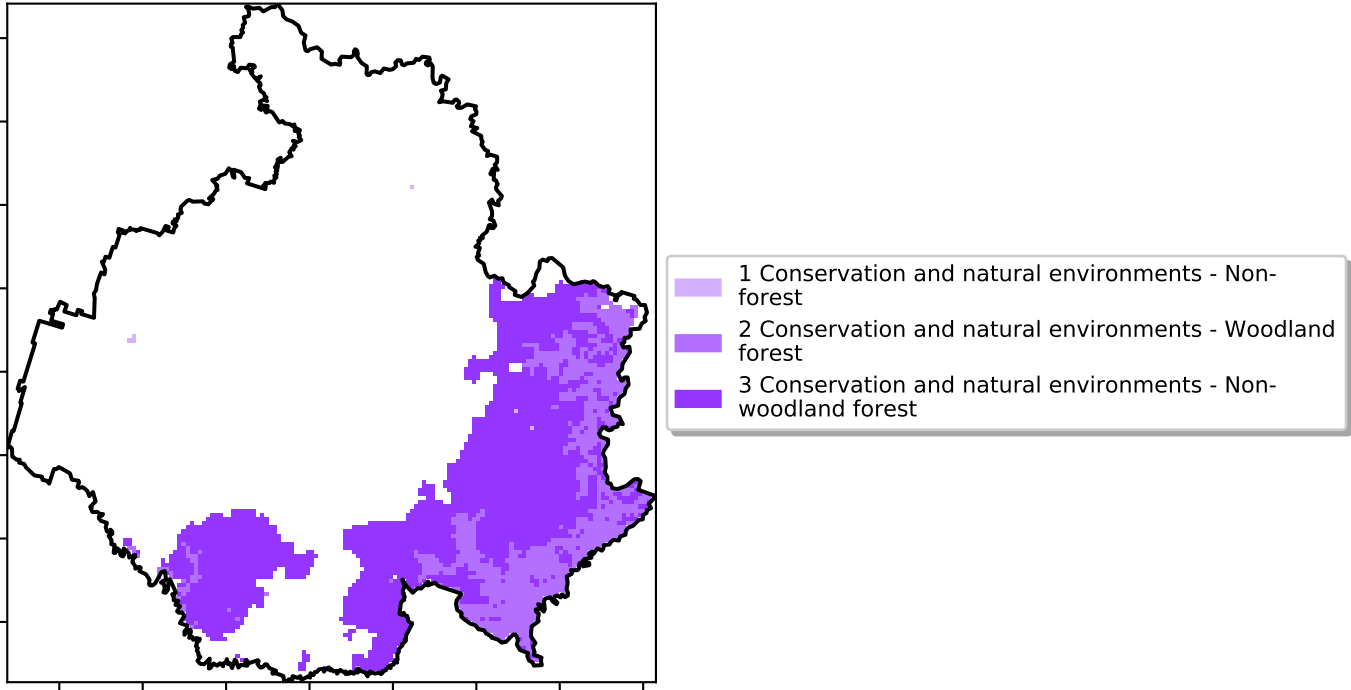 1 Conservation and natural environments - Non-
forest
2 Conservation and natural environments - Woodland
forest
3 Conservation and natural environments - Non-
woodland forest